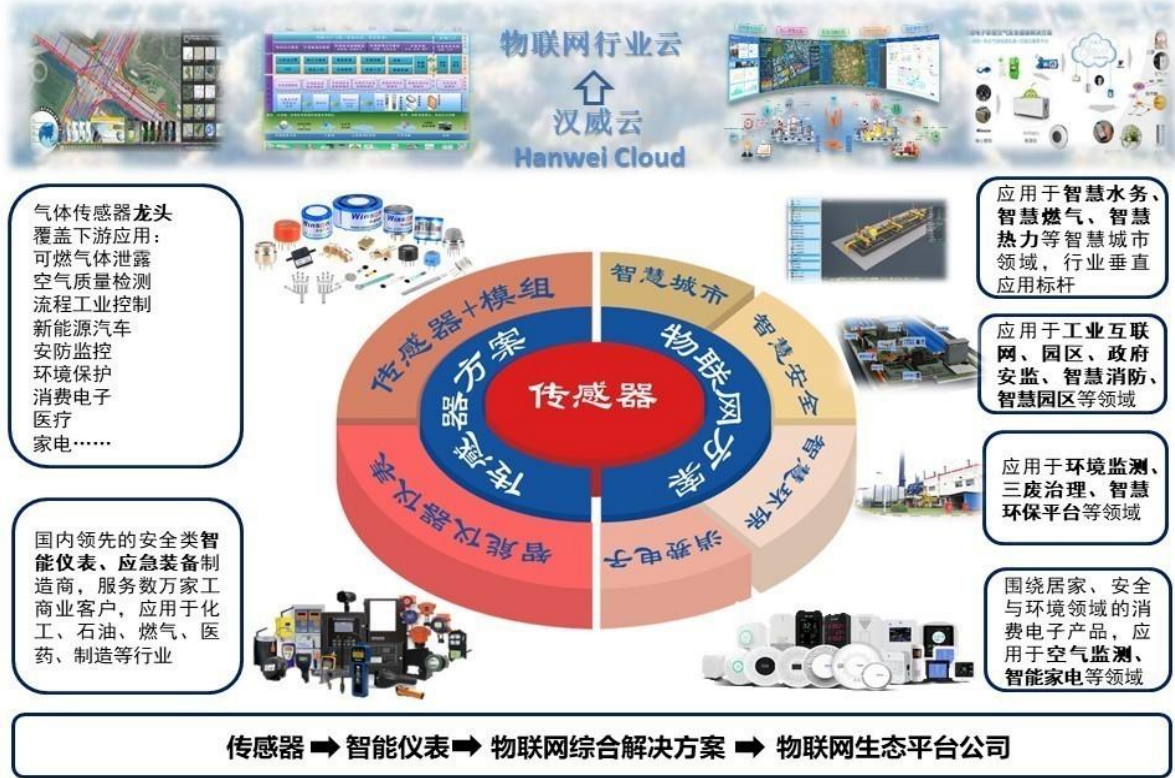 物联网行业云
汉威云
Hanwei Cloud
气体传感器龙头
覆盖下游应用：
可燃气体泄露
空气质量检测
流程工业控制
新能源汽车
安防监控
环境保护
消费电子
医疗
家电……
国内领先的安全类智
能仪表、应急装备制
造商，服务数万家工
商业客户，应用于化
工、石油、燃气、医
药、制造等行业
Winsen
传感器+模组
智慧城市
智慧安全
智慧环保
消费电子
智能仪器仪表
传感器方案
物联网方案
传感器
应用于智慧水务、
智慧燃气、智慧
热力等智慧城市
领域，行业垂直
应用标杆
应用于工业互联
网、园区、政府
安监、智慧消防、
智慧园区等领域
应用于环境监测、
三废治理、智慧
环保平台等领域
围绕居家、安全
与环境领域的消
费电子产品，应
用于空气监测、
智能家电等领域
传感器➡智能仪表➡物联网综合解决方案➡物联网生态平台公司